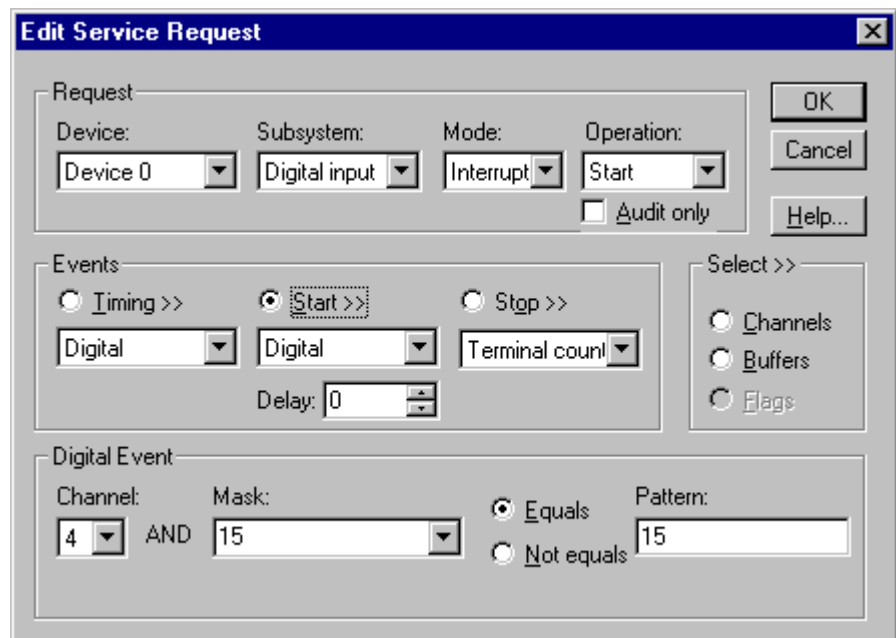 Edit Service Request
Request
OK
Device:
Subsystem:
Mode:
Operation:
Device 0
Digital input
Interrupt
Start
Cancel
Audit only
Help...
Events
Select >>
Timing >>
Start >>
Stop >>
Digital
Digital
Terminal count
Channels
Buffers
Flags
Delay: 0
Digital Event
Channel:
Mask:
Pattern:
4
AND
15
Equals
Not equals
15